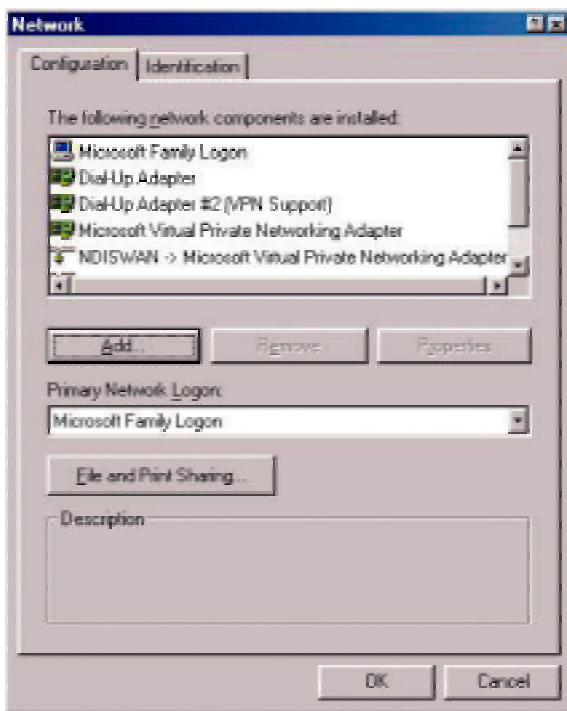 Network
Configuration
Identification
The following network components are installed:
Microsoft Family Logon
Dial-Up Adapter
Dial-Up Adapter #2 (VPN Support)
Microsoft Virtual Private Networking Adapter
NDISWAN -> Microsoft Virtual Private Networking Adapter
Add...
Remove
Properties
Primary Network Logon:
Microsoft Family Logon
File and Print Sharing...
Description
OK
Cancel